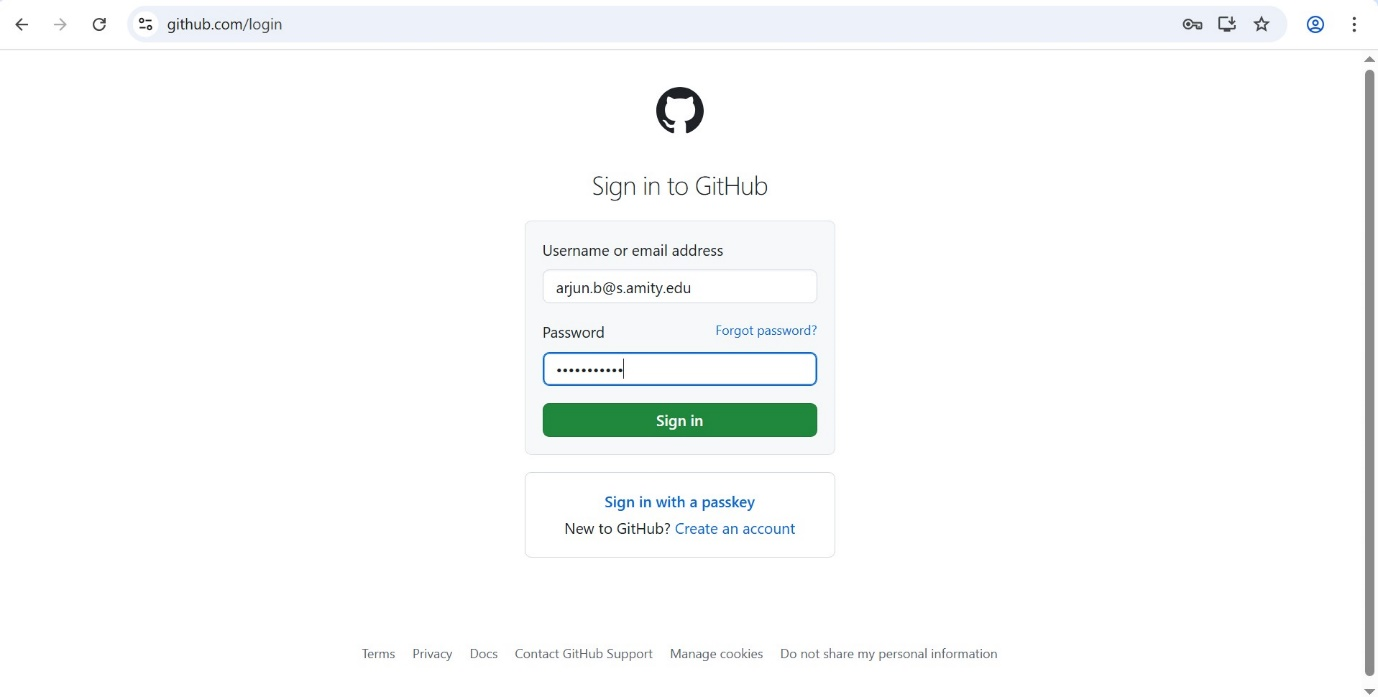 github.com/login
Sign in to GitHub
Username or email address
arjun.b@s.amity.edu
Password Forgot password?
•••••••••••
Sign in
Sign in with a passkey
New to GitHub? Create an account
Terms Privacy Docs Contact GitHub Support Manage cookies Do not share my personal information